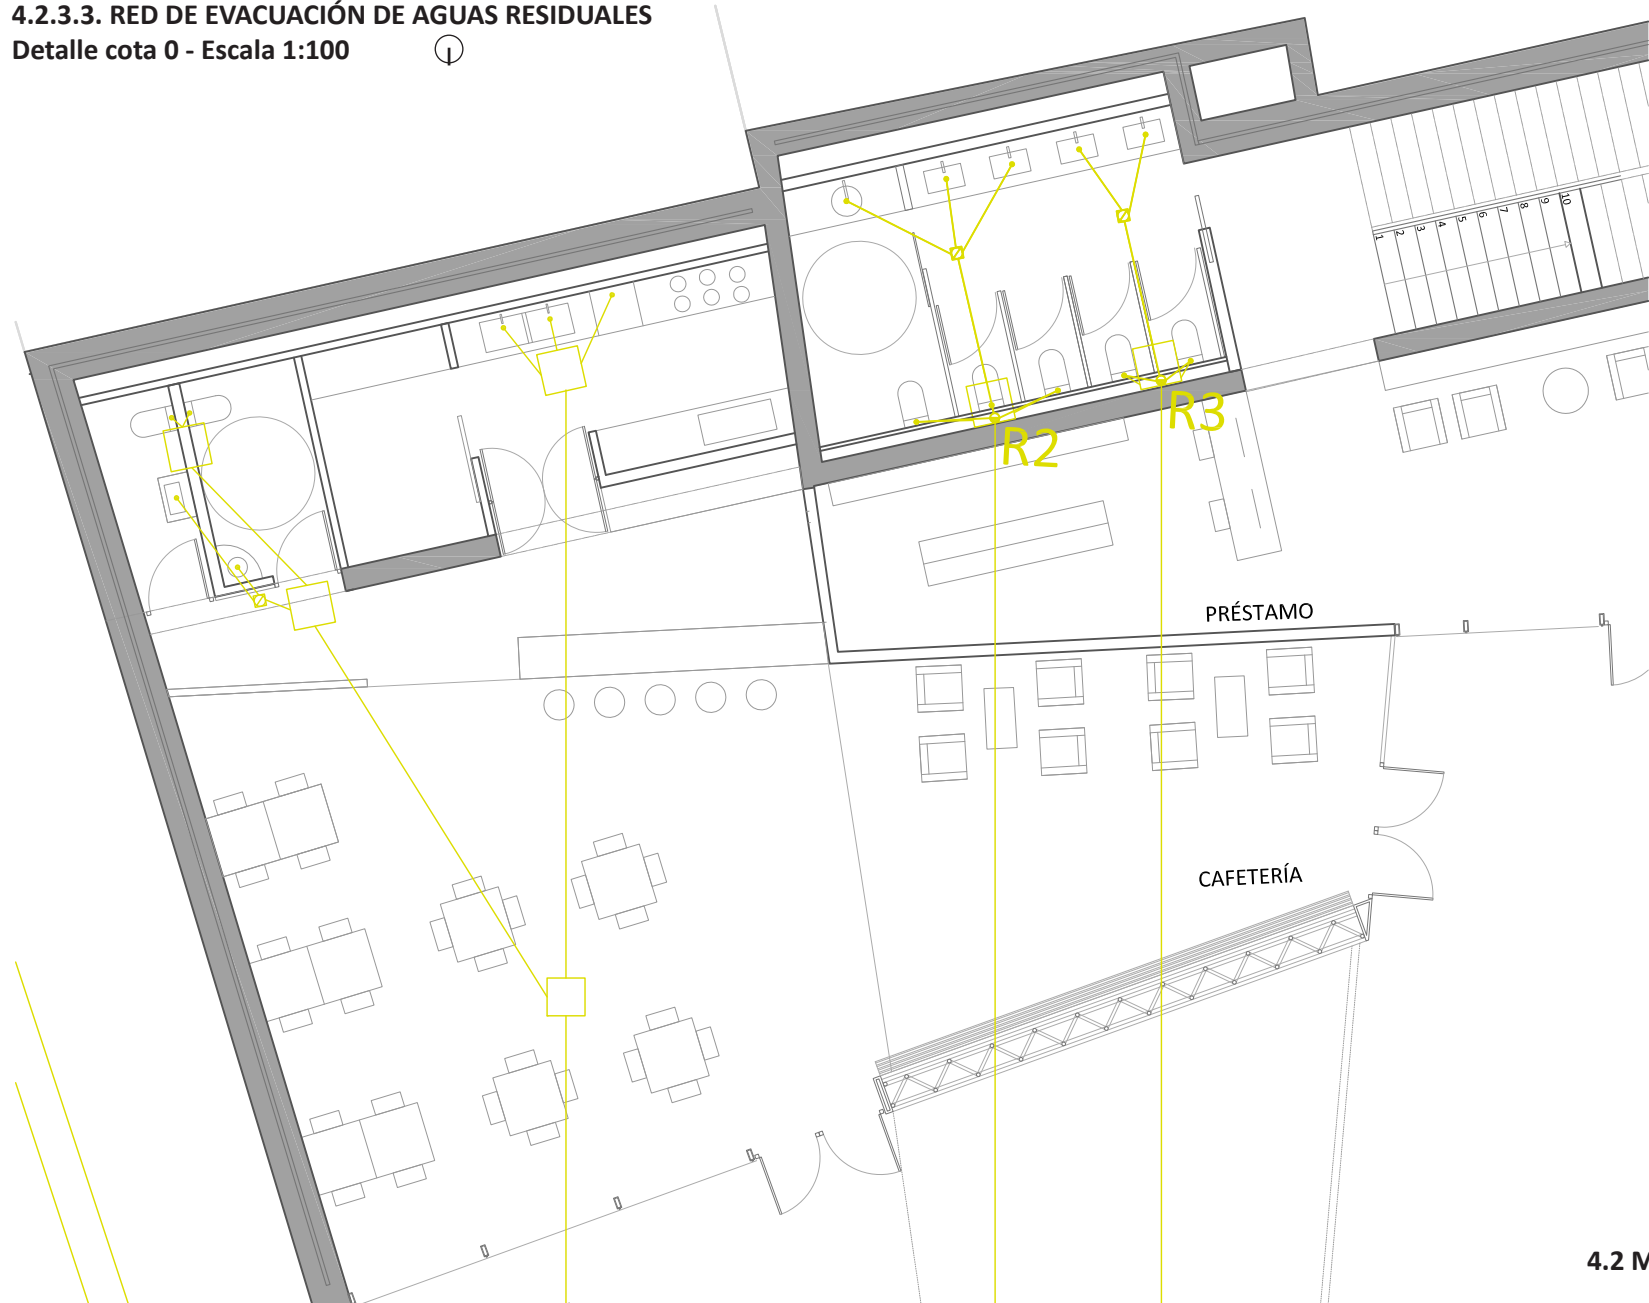 4.2.3.3. RED DE EVACUACIÓN DE AGUAS RESIDUALES
Detalle cota 0 - Escala 1:100
1 2 3 4 5 6 7 8 9 10
R3
R2
PRÉSTAMO
CAFETERÍA
4.2 M